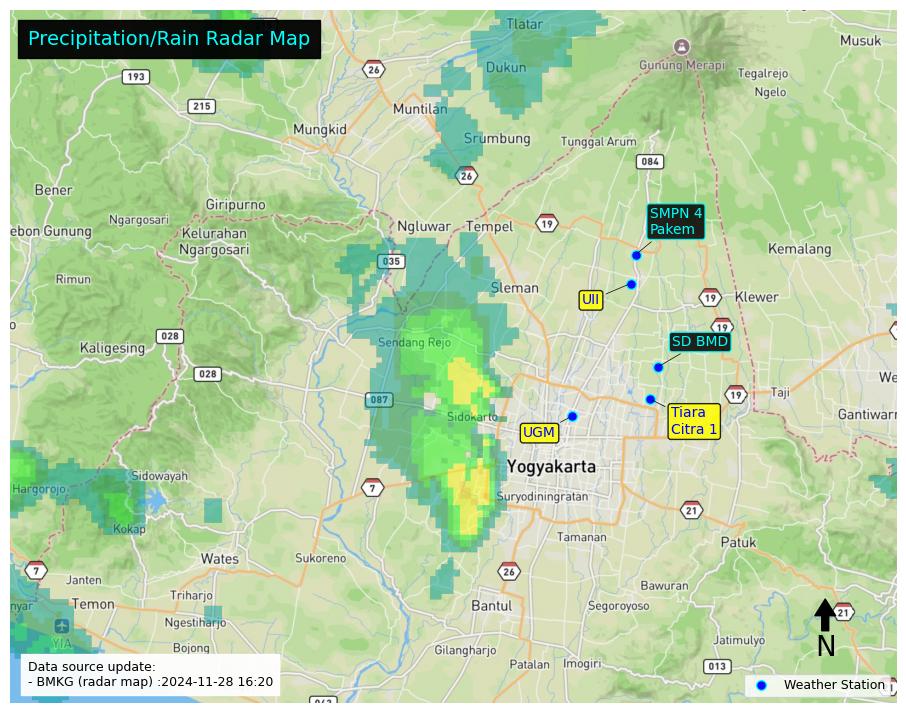 Precipitation/Rain Radar Map
Tlatar
26
Musuk
Gunung Merapi
193
Dukun
Tegalrejo
Ngelo
215
Muntilan
Mungkid
Srumbung
Tunggal Arum
084
26
Bener
Giripurno
SMPN 4
Pakem
Ngargosari
Ngluwar
Tempel
19
ebon Gunung
Kelurahan
Ngargosari
Kemalang
035
Rimun
Sleman
UII
19
Klewer
19
028
Sendang Rejo
SD BMD
Kaligesing
028
We
Taji
19
087
Tiara
Citra 1
Gantiwarn
Sidokarto
UGM
Yogyakarta
Sidowayah
Hargorojo
7
Suryodiningratan
21
Kokap
Tamanan
Patuk
Wates
Sukoreno
7
26
Janten
Bawuran
Triharjo
nyar
Temon
Bantul
Segoroyoso
21
Ngestiharjo
YIA
Jatimulyo
N
Bojong
Gilangharjo
Patalan
Imogiri
013
Data source update:
- BMKG (radar map) :2024-11-28 16:20
Weather Station